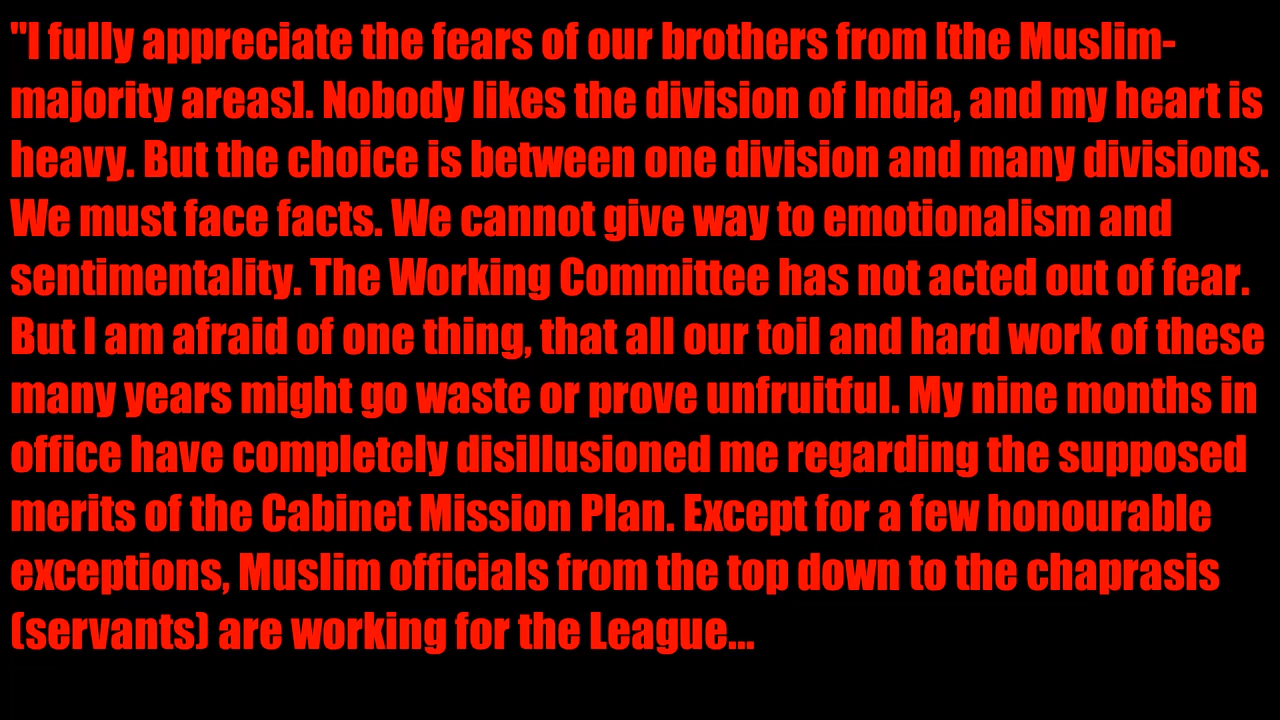 "I fully appreciate the fears of our brothers from [the Muslim-
majority areas]. Nobody likes the division of India, and my heart is
heavy. But the choice is between one division and many divisions.
We must face facts. We cannot give way to emotionalism and
sentimentality. The Working Committee has not acted out of fear.
But I am afraid of one thing, that all our toil and hard work of these
many years might go waste or prove unfruitful. My nine months in
office have completely disillusioned me regarding the supposed
merits of the Cabinet Mission Plan. Except for a few honourable
exceptions, Muslim officials from the top down to the chaprasis
(servants) are working for the League...